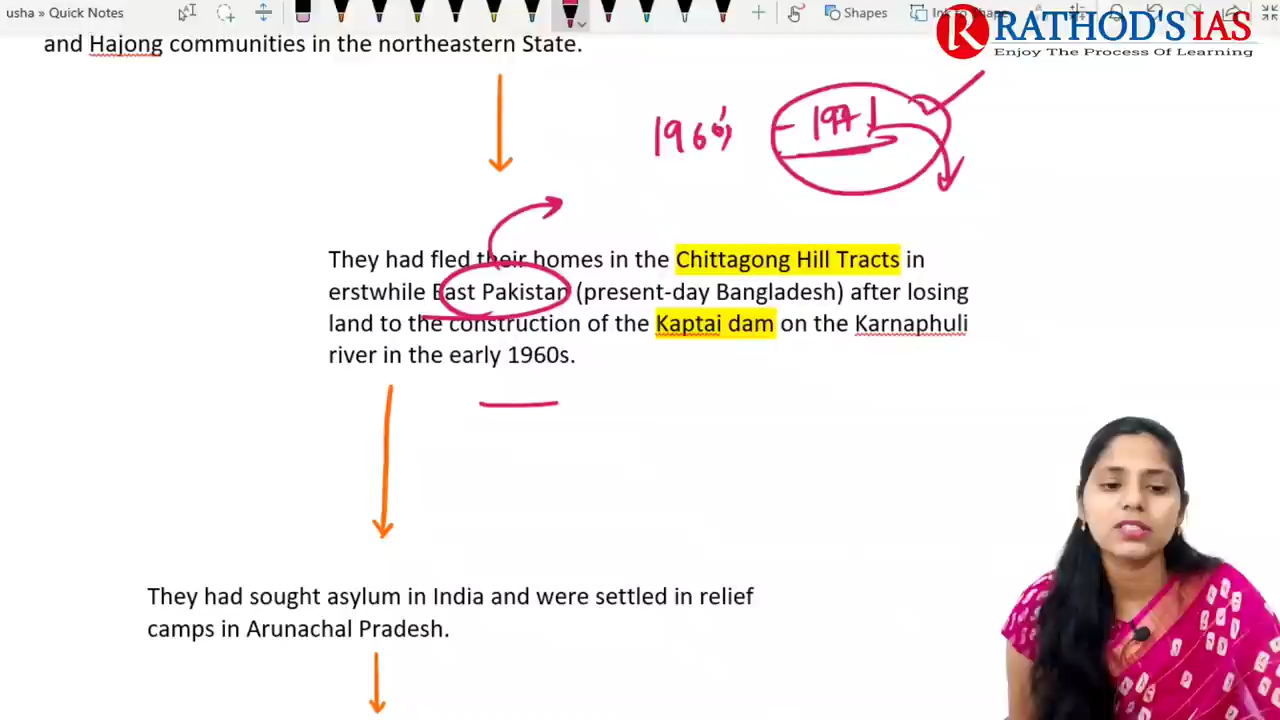 usha » Quick Notes
Shapes
RATHOD'S IAS
Enjoy The Process Of Learning
and Hajong communities in the northeastern State.
1960's
1971
They had fled their homes in the Chittagong Hill Tracts in
erstwhile East Pakistan (present-day Bangladesh) after losing
land to the construction of the Kaptai dam on the Karnaphuli
river in the early 1960s.
They had sought asylum in India and were settled in relief
camps in Arunachal Pradesh.